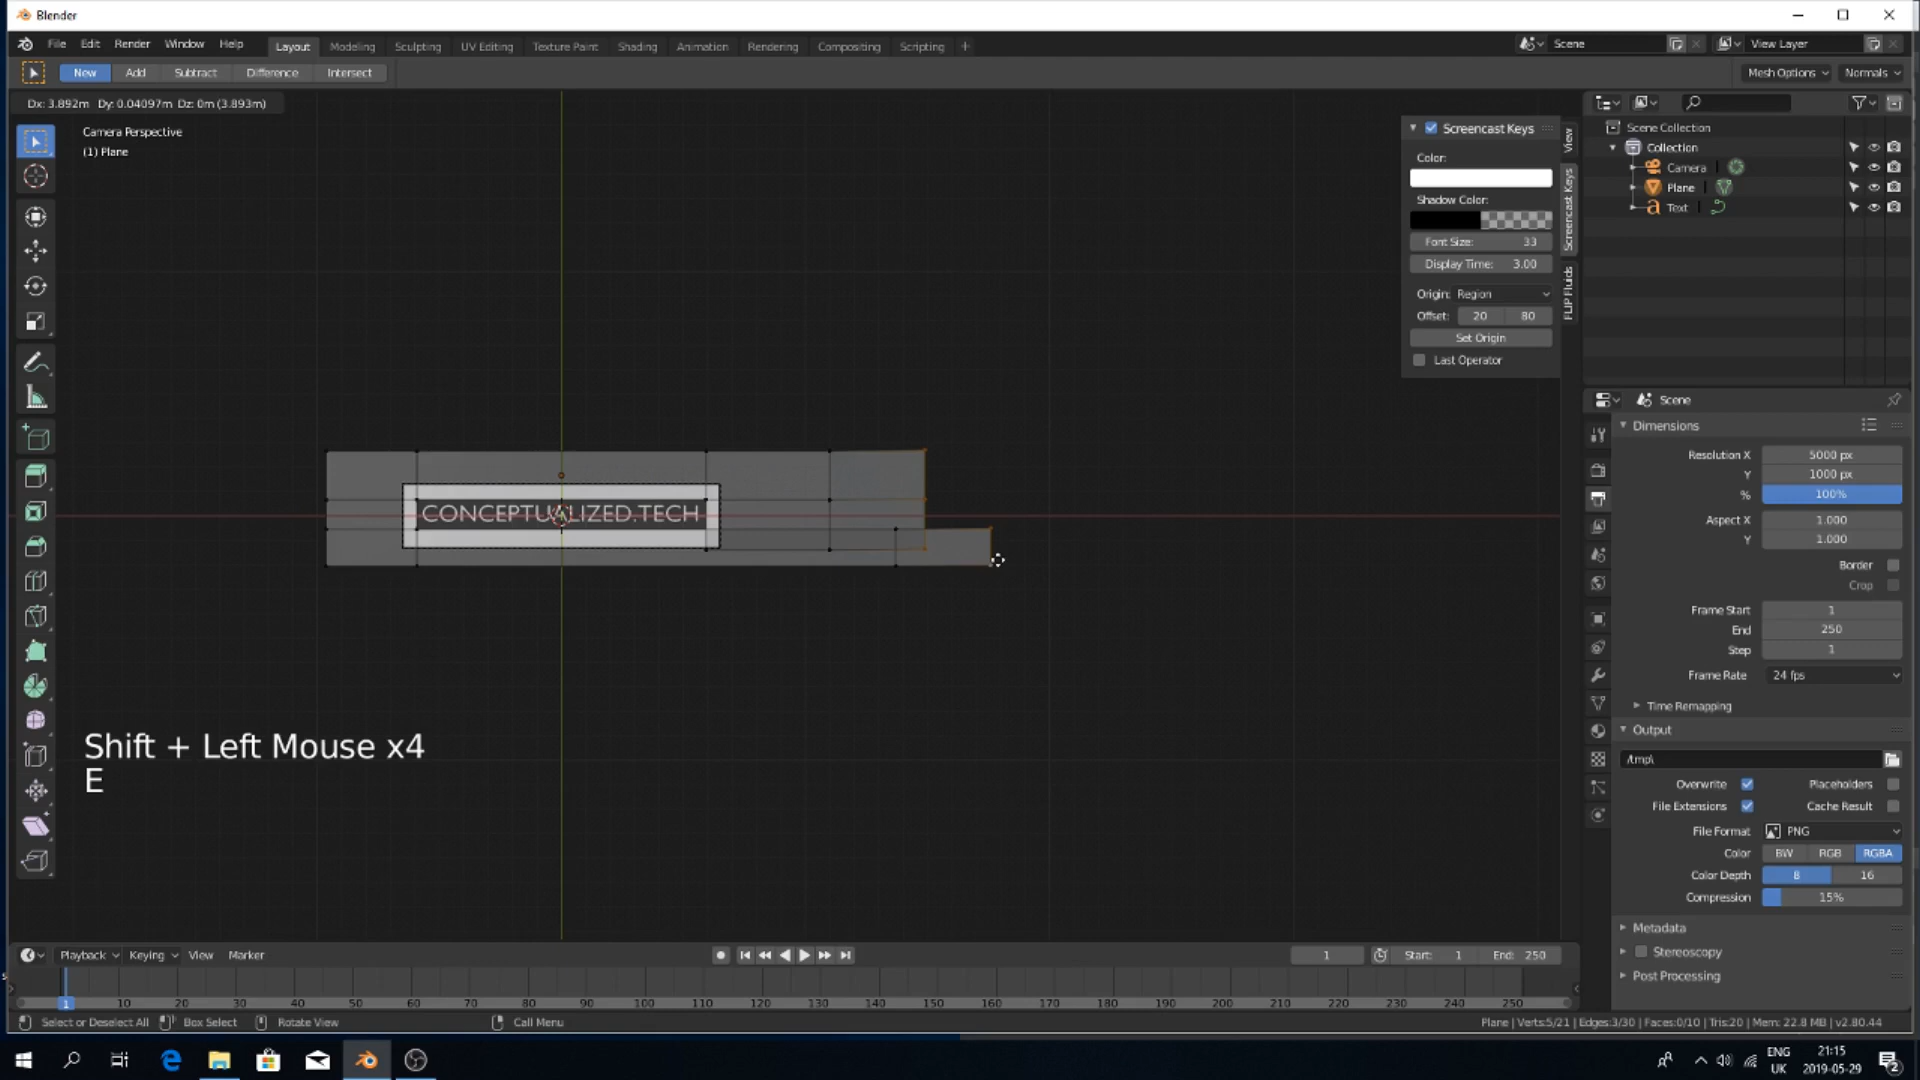 Blender
File Edit Render Window Help Layout Modeling Sculpting UV Editing Texture Paint Shading Animation Rendering Compositing Scripting + Scene View Layer
New Add Subtract Difference Intersect Mesh Options Normals
Dx: 3.892m Dy: 0.04097m Dz: 0m (3.893m)
Camera Perspective
(1) Plane
Screencast Keys
Color:
Shadow Color:
Font Size: 33
Display Time: 3.00
Origin: Region
Offset: 20 80
Set Origin
Last Operator
View
Screencast Keys
FLIP Fluids
Scene Collection
Collection
Camera
Plane
Text
CONCEPTUALIZED.TECH
Shift + Left Mouse x4
E
Scene
Dimensions
Resolution X 5000 px
Y 1000 px
% 100%
Aspect X 1.000
Y 1.000
Border
Crop
Frame Start 1
End 250
Step 1
Frame Rate 24 fps
Time Remapping
Output
/tmp\
Overwrite Placeholders
File Extensions Cache Result
File Format PNG
Color BW RGB RGBA
Color Depth 8 16
Compression 15%
Metadata
Stereoscopy
Post Processing
Playback Keying View Marker 1 Start: 1 End: 250
1 10 20 30 40 50 60 70 80 90 100 110 120 130 140 150 160 170 180 190 200 210 220 230 240 250
Select or Deselect All Box Select Rotate View Call Menu Plane | Verts:5/21 | Edges:3/30 | Faces:0/10 | Tris:20 | Mem: 22.8 MB | v2.80.44
ENG
UK
21:15
2019-05-29
2